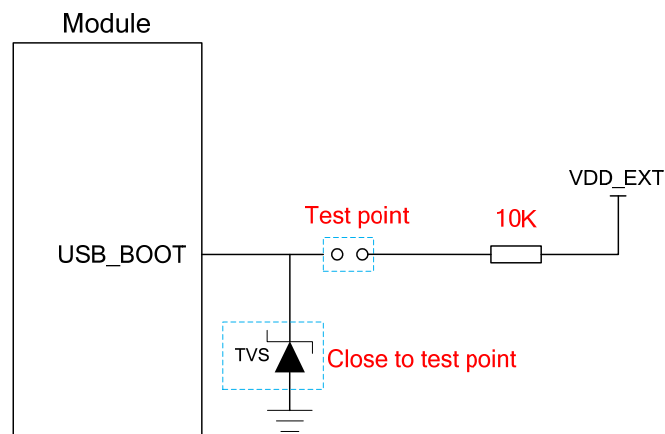 Module
VDD_EXT
Test point
10K
USB_BOOT
TVS
Close to test point